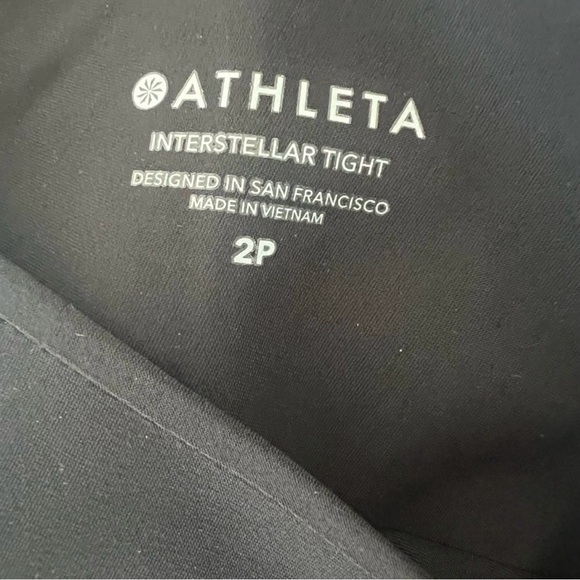 ATHLETA
INTERSTELLAR TIGHT
DESIGNED IN SAN FRANCISCO
MADE IN VIETNAM
2P